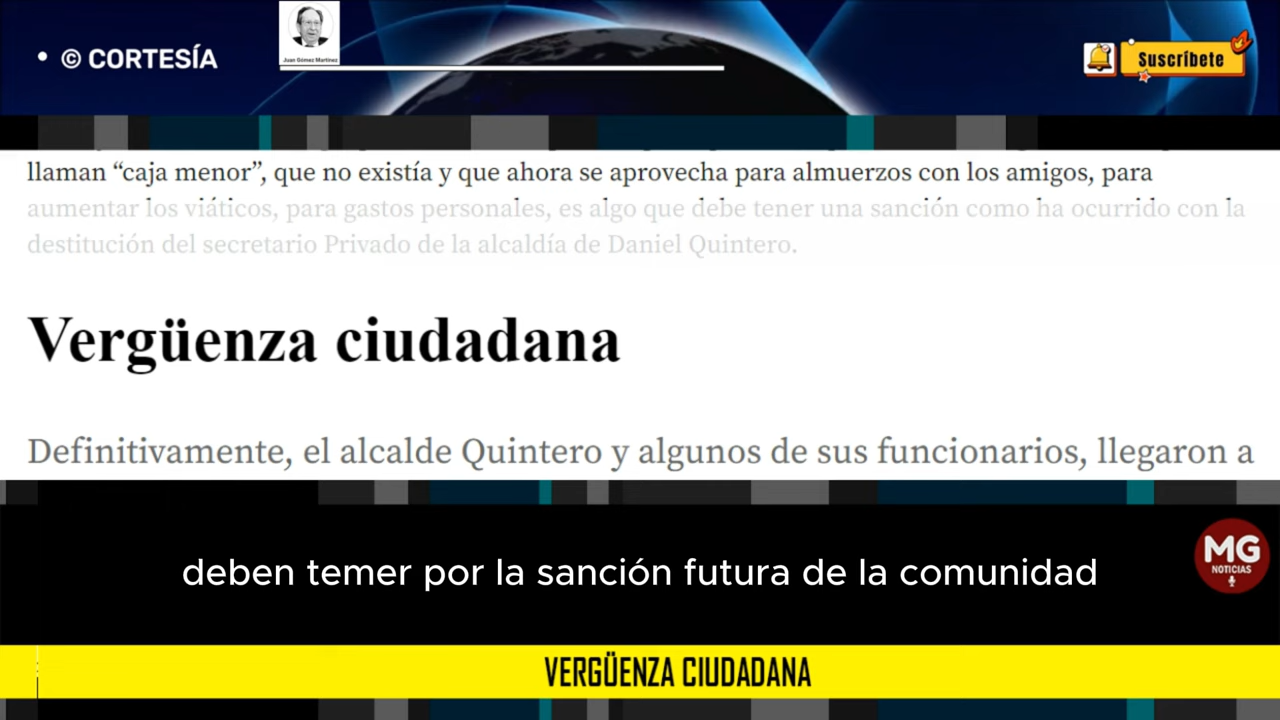 • © CORTESÍA
Juan Gómez Martínez
Suscríbete
llaman “caja menor”, que no existía y que ahora se aprovecha para almuerzos con los amigos, para
aumentar los viáticos, para gastos personales, es algo que debe tener una sanción como ha ocurrido con la
destitución del secretario Privado de la alcaldía de Daniel Quintero.
Vergüenza ciudadana
Definitivamente, el alcalde Quintero y algunos de sus funcionarios, llegaron a
deben temer por la sanción futura de la comunidad
MG
NOTICIAS
VERGÜENZA CIUDADANA